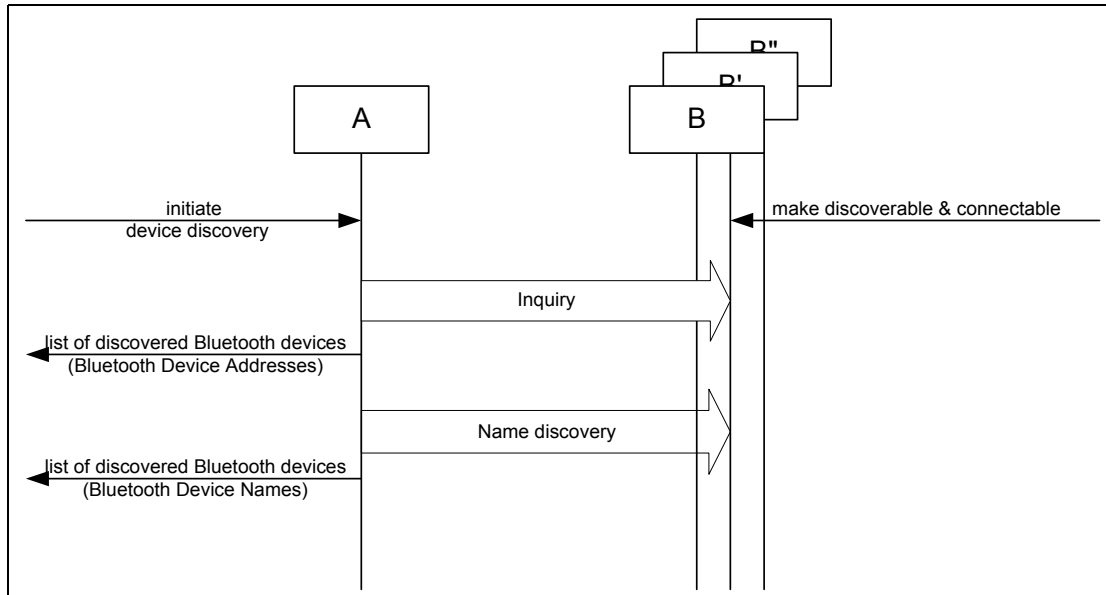 B"
B'
A
B
initiate
device discovery
make discoverable & connectable
Inquiry
list of discovered Bluetooth devices
(Bluetooth Device Addresses)
Name discovery
list of discovered Bluetooth devices
(Bluetooth Device Names)